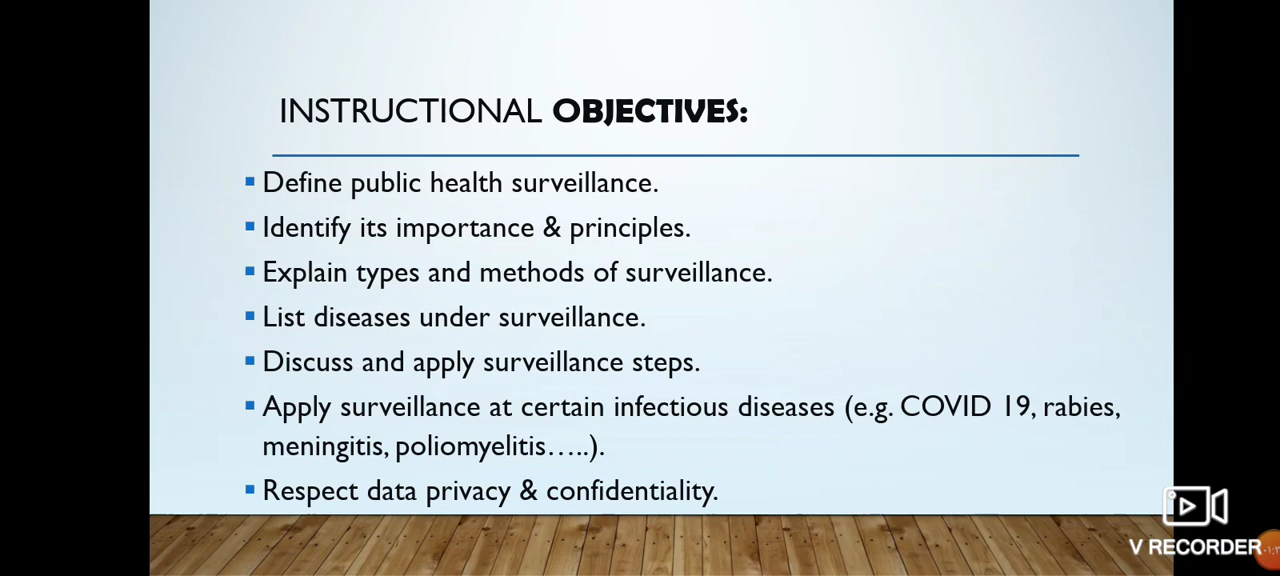 INSTRUCTIONAL OBJECTIVES:
Define public health surveillance.
Identify its importance & principles.
Explain types and methods of surveillance.
List diseases under surveillance.
Discuss and apply surveillance steps.
Apply surveillance at certain infectious diseases (e.g. COVID 19, rabies,
meningitis, poliomyelitis…..).
Respect data privacy & confidentiality.
V RECORDER